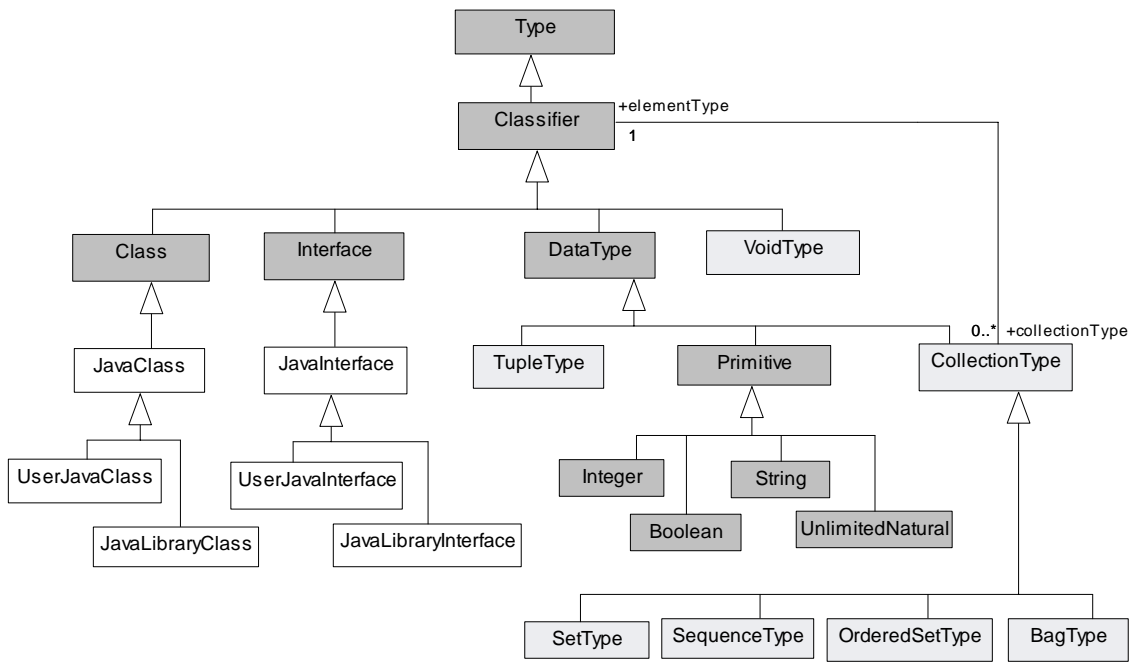 Type
+elementType
Classifier
1
Class
Interface
DataType
VoidType
0..* +collectionType
JavaClass
JavaInterface
TupleType
Primitive
CollectionType
UserJavaClass
UserJavaInterface
Integer
String
JavaLibraryClass
JavaLibraryInterface
Boolean
UnlimitedNatural
SetType
SequenceType
OrderedSetType
BagType